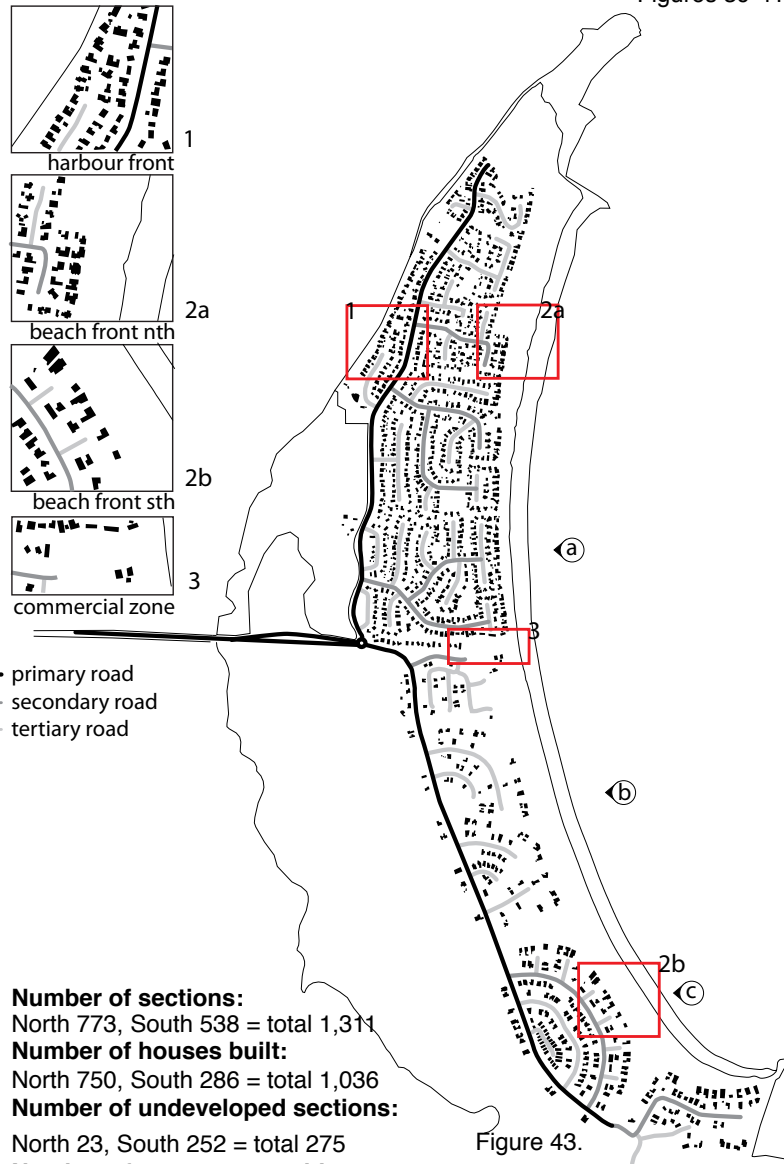 1
harbour front
2a
beach front nth
2b
beach front sth
3
commercial zone
primary road
secondary road
tertiary road
1
2a
a
3
b
2b
c
Number of sections:
North 773, South 538 = total 1,311
Number of houses built:
North 750, South 286 = total 1,036
Number of undeveloped sections:
North 23, South 252 = total 275
Figure 43.